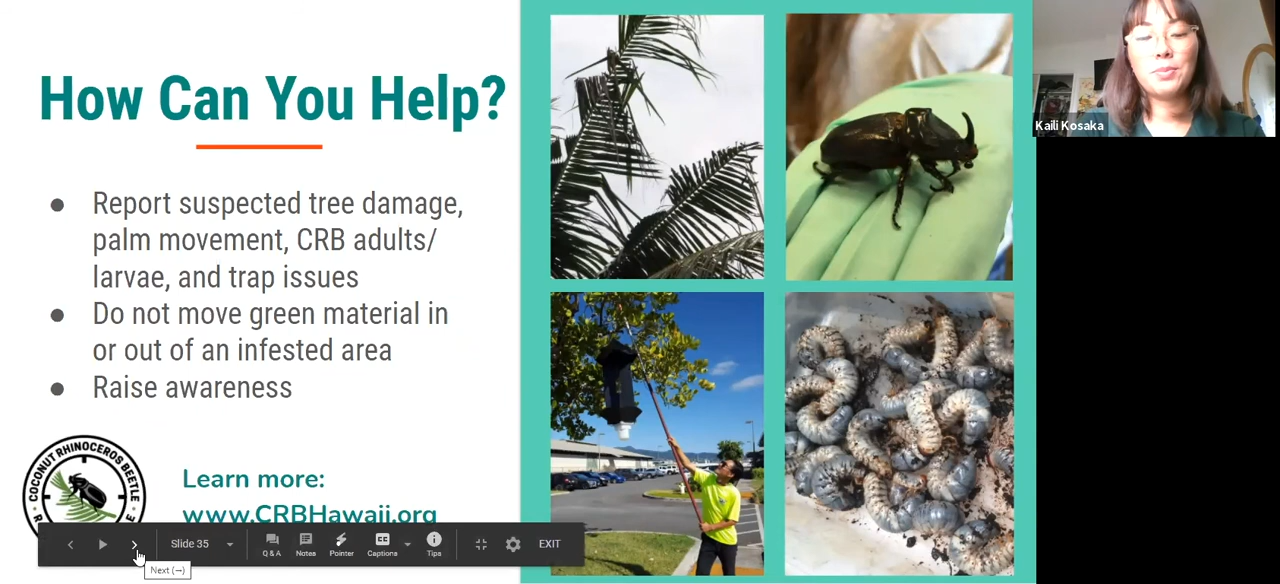 How Can You Help?
Report suspected tree damage,
palm movement, CRB adults/
larvae, and trap issues
Do not move green material in
or out of an infested area
Raise awareness
COCONUT RHINOCEROS BEETLE
Learn more:
www.CRBHawaii.org
Slide 35
Q & A
Notes
Pointer
Captions
Tips
EXIT
Next (→)
Kaili Kosaka